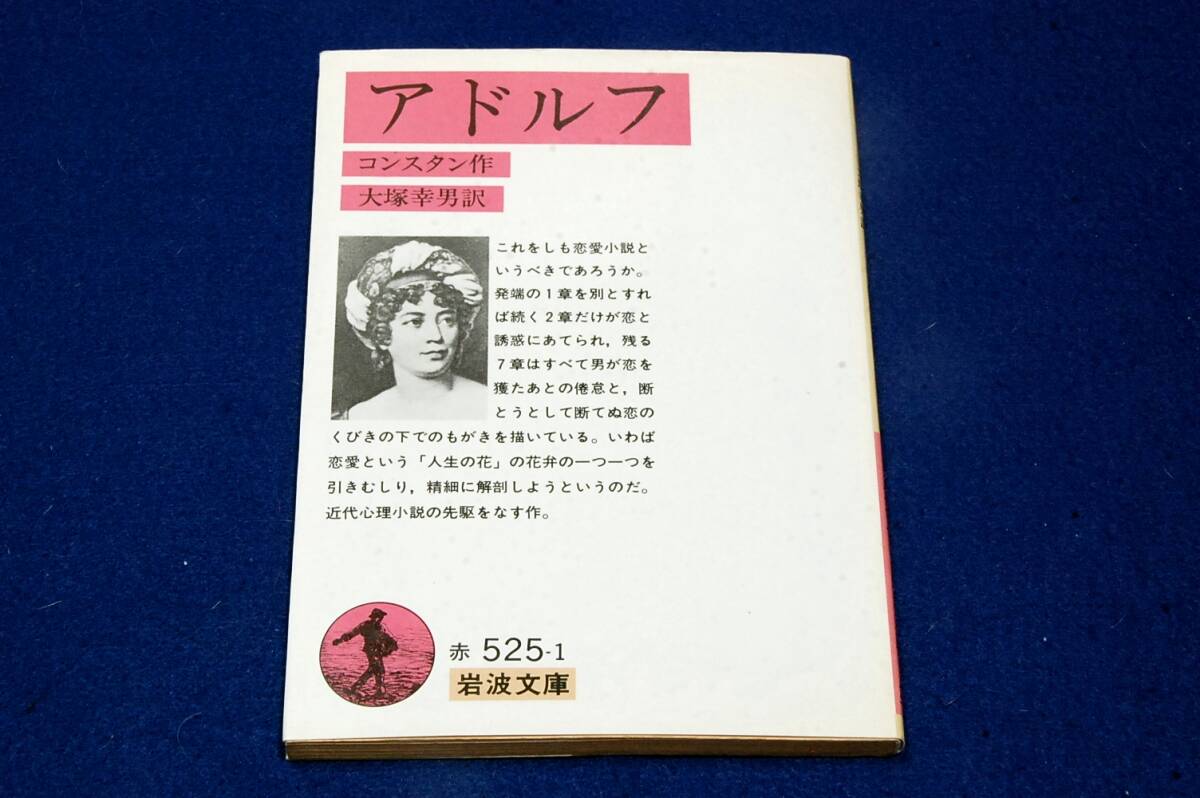 アドルフ
コンスタン作
大塚幸男訳
これをしも恋愛小説と
いうべきであろうか。
発端の1章を別とすれ
ば続く2章だけが恋と
誘惑にあてられ，残る
7章はすべて男が恋を
獲たあとの倦怠と，断
とうとして断てぬ恋の
くびきの下でのもがきを描いている。いわば
恋愛という「人生の花」の花弁の一つ一つを
引きむしり，精細に解剖しようというのだ。
近代心理小説の先駆をなす作。
赤 525-1
岩波文庫